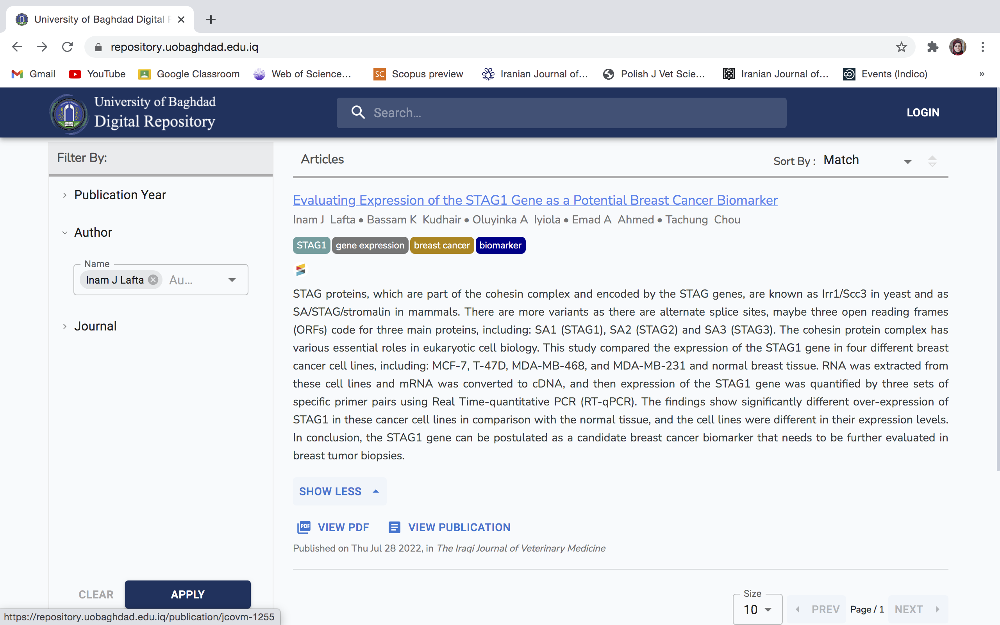 University of Baghdad Digital
repository.uobaghdad.edu.iq
Gmail YouTube Google Classroom Web of Science... SC Scopus preview Iranian Journal of... Polish J Vet Scie... Iranian Journal of... Events (Indico) »
University of Baghdad
Digital Repository
Search...
LOGIN
Filter By:
Publication Year
Author
Name
Inam J Lafta Au...
Journal
CLEAR APPLY
Articles
Sort By : Match
Evaluating Expression of the STAG1 Gene as a Potential Breast Cancer Biomarker
Inam J Lafta • Bassam K Kudhair • Oluyinka A Iyiola • Emad A Ahmed • Tachung Chou
STAG1 gene expression breast cancer biomarker
STAG proteins, which are part of the cohesin complex and encoded by the STAG genes, are known as Irr1/Scc3 in yeast and as
SA/STAG/stromalin in mammals. There are more variants as there are alternate splice sites, maybe three open reading frames
(ORFs) code for three main proteins, including: SA1 (STAG1), SA2 (STAG2) and SA3 (STAG3). The cohesin protein complex has
various essential roles in eukaryotic cell biology. This study compared the expression of the STAG1 gene in four different breast
cancer cell lines, including: MCF-7, T-47D, MDA-MB-468, and MDA-MB-231 and normal breast tissue. RNA was extracted from
these cell lines and mRNA was converted to cDNA, and then expression of the STAG1 gene was quantified by three sets of
specific primer pairs using Real Time-quantitative PCR (RT-qPCR). The findings show significantly different over-expression of
STAG1 in these cancer cell lines in comparison with the normal tissue, and the cell lines were different in their expression levels.
In conclusion, the STAG1 gene can be postulated as a candidate breast cancer biomarker that needs to be further evaluated in
breast tumor biopsies.
SHOW LESS
PDF VIEW PDF VIEW PUBLICATION
Published on Thu Jul 28 2022, in The Iraqi Journal of Veterinary Medicine
Size
10 PREV Page / 1 NEXT
https://repository.uobaghdad.edu.iq/publication/jcovm-1255